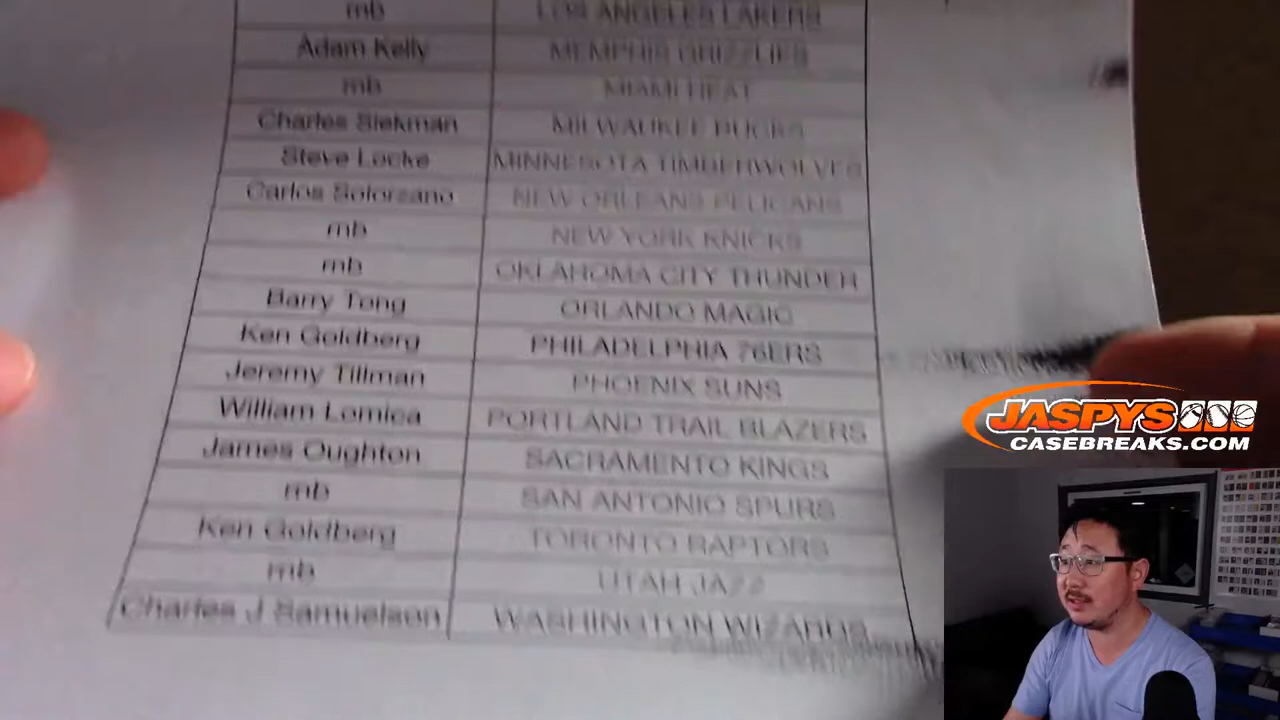 mb LOS ANGELES LAKERS
Adam Kelly MEMPHIS GRIZZLIES
mb MIAMI HEAT
Charles Siekman MILWAUKEE BUCKS
Steve Locke MINNESOTA TIMBERWOLVES
Carlos Solorzano NEW ORLEANS PELICANS
mb NEW YORK KNICKS
mb OKLAHOMA CITY THUNDER
Barry Tong ORLANDO MAGIC
Ken Goldberg PHILADELPHIA 76ERS
Jeremy Tillman PHOENIX SUNS
William Lomica PORTLAND TRAIL BLAZERS
James Oughton SACRAMENTO KINGS
mb SAN ANTONIO SPURS
Ken Goldberg TORONTO RAPTORS
mb UTAH JAZZ
Charles J Samuelson WASHINGTON WIZARDS
JASPYS
CASEBREAKS.COM